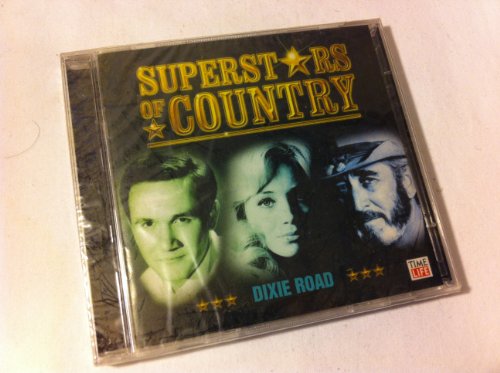 SUPERSTARS
OF COUNTRY
DIXIE ROAD
TIME
LIFE